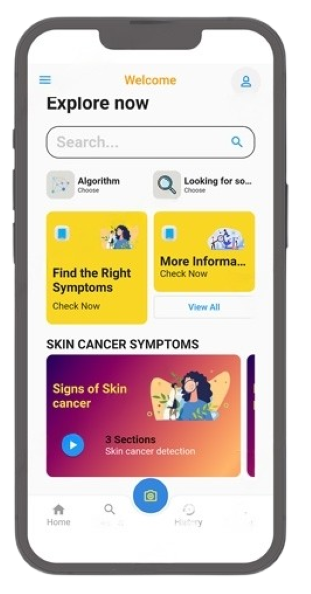 Welcome
Explore now
Search...
Algorithm
Choose
Looking for so...
Choose
Find the Right
Symptoms
Check Now
More Informa...
Check Now
View All
SKIN CANCER SYMPTOMS
Signs of Skin
cancer
3 Sections
Skin cancer detection
Home
History